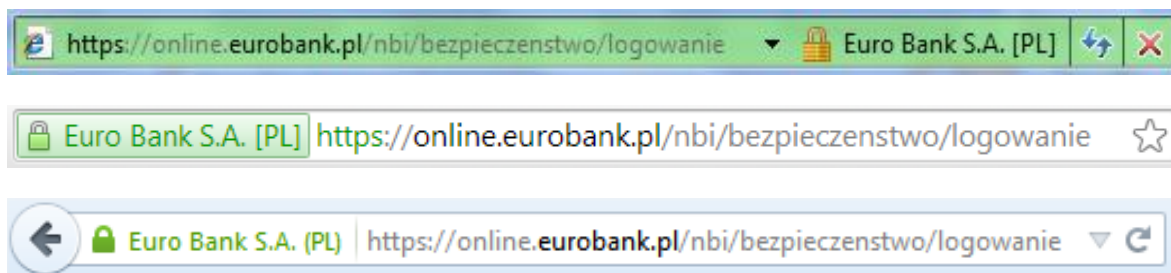 https://online.eurobank.pl/nbi/bezpieczenstwo/logowanie Euro Bank S.A. [PL]
Euro Bank S.A. [PL] https://online.eurobank.pl/nbi/bezpieczenstwo/logowanie
Euro Bank S.A. (PL) https://online.eurobank.pl/nbi/bezpieczenstwo/logowanie